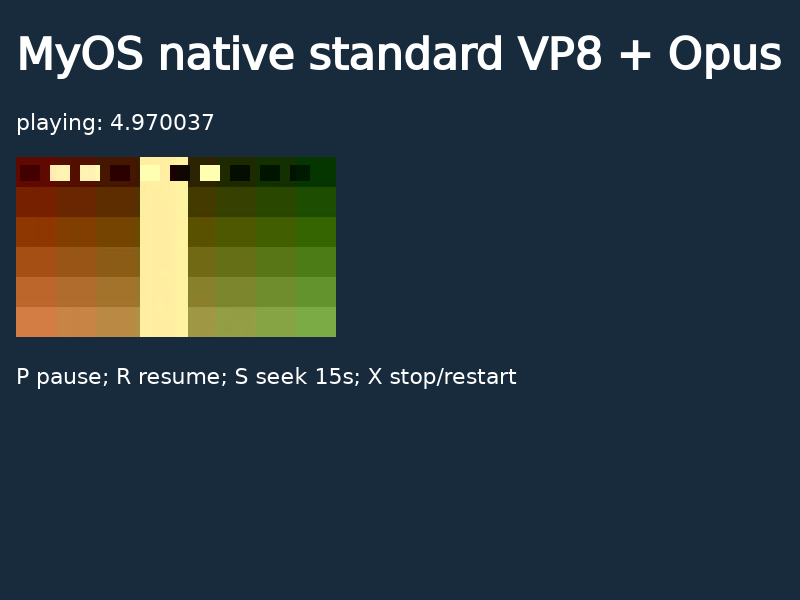 MyOS native standard VP8 + Opus
playing: 4.970037
P pause; R resume; S seek 15s; X stop/restart